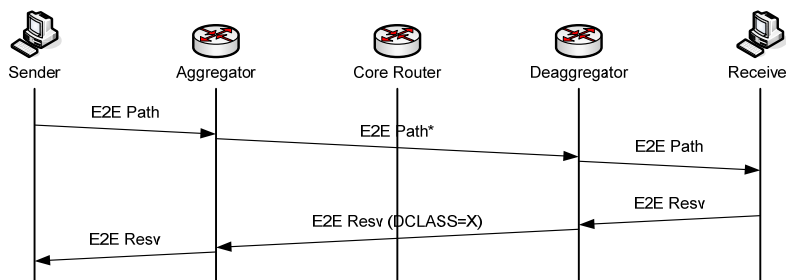 Sender Aggregator Core Router Deaggregator Receive
E2E Path
E2E Path*
E2E Path
E2E Resv
E2E Resv (DCLASS=X)
E2E Resv